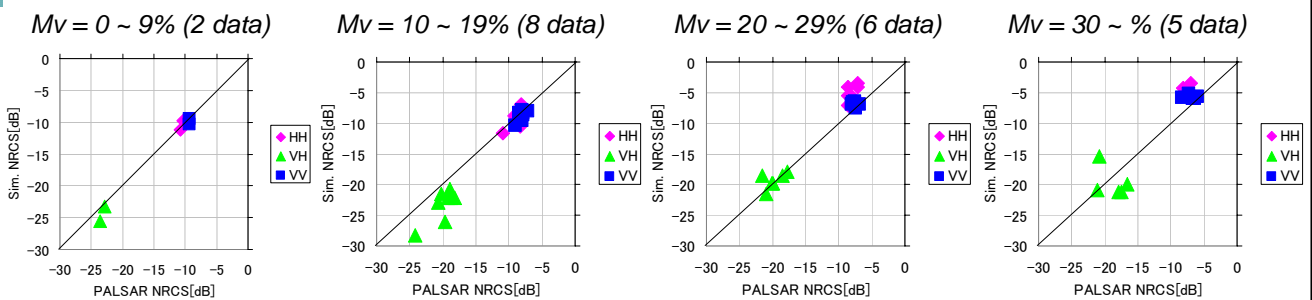 Mv = 0 ~ 9% (2 data)
0
−5
−10
−15
−20
−25
−30
Sim. NRCS[dB]
−30 −25 −20 −15 −10 −5 0
PALSAR NRCS[dB]
HH
VH
VV
Mv = 10 ~ 19% (8 data)
0
−5
−10
−15
−20
−25
−30
Sim. NRCS[dB]
−30 −25 −20 −15 −10 −5 0
PALSAR NRCS[dB]
HH
VH
VV
Mv = 20 ~ 29% (6 data)
0
−5
−10
−15
−20
−25
−30
Sim. NRCS[dB]
−30 −25 −20 −15 −10 −5 0
PALSAR NRCS[dB]
HH
VH
VV
Mv = 30 ~ % (5 data)
0
−5
−10
−15
−20
−25
−30
Sim. NRCS[dB]
−30 −25 −20 −15 −10 −5 0
PALSAR NRCS[dB]
HH
VH
VV